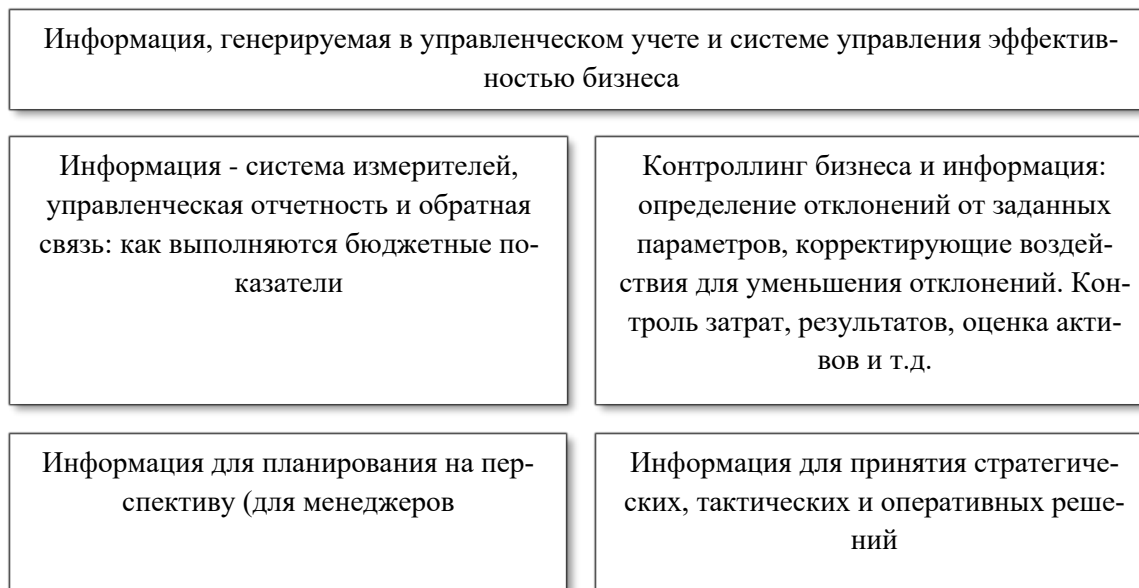 Информация, генерируемая в управленческом учете и системе управления эффектив-
ностью бизнеса
Информация - система измерителей,
управленческая отчетность и обратная
связь: как выполняются бюджетные по-
казатели
Контроллинг бизнеса и информация:
определение отклонений от заданных
параметров, корректирующие воздей-
ствия для уменьшения отклонений. Кон-
троль затрат, результатов, оценка акти-
вов и т.д.
Информация для планирования на пер-
спективу (для менеджеров
Информация для принятия стратегиче-
ских, тактических и оперативных реше-
ний